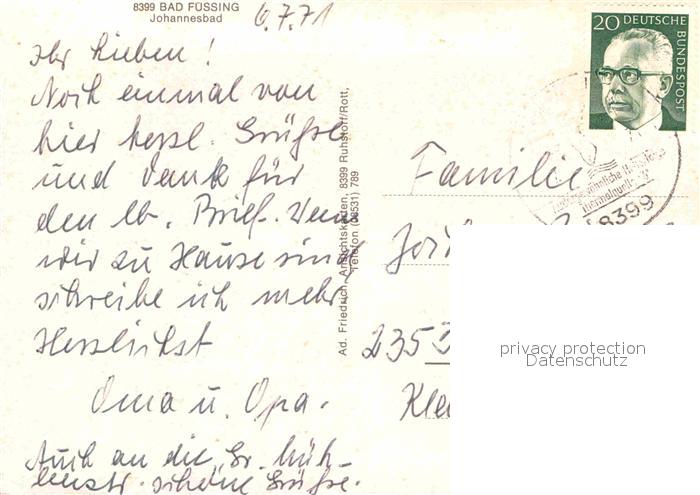 8399 BAD FÜSSING
Johannesbad
6.7.71
Ihr Lieben!
Noch einmal von
hier herzl. Grüße
und Dank für
den lb. Brief. Wenn
wir zu Hause sind
schreibe ich mehr
Herzlichst
Oma u. Opa.
Auch an die Gr.
schöne Grüße.
Ad. Friedrich, Ansichtskarten, 8399 Ruhstorf/Rott,
Telefon (08531) 789
20 DEUTSCHE
BUNDESPOST
8399
Familie
235
privacy protection
Datenschutz